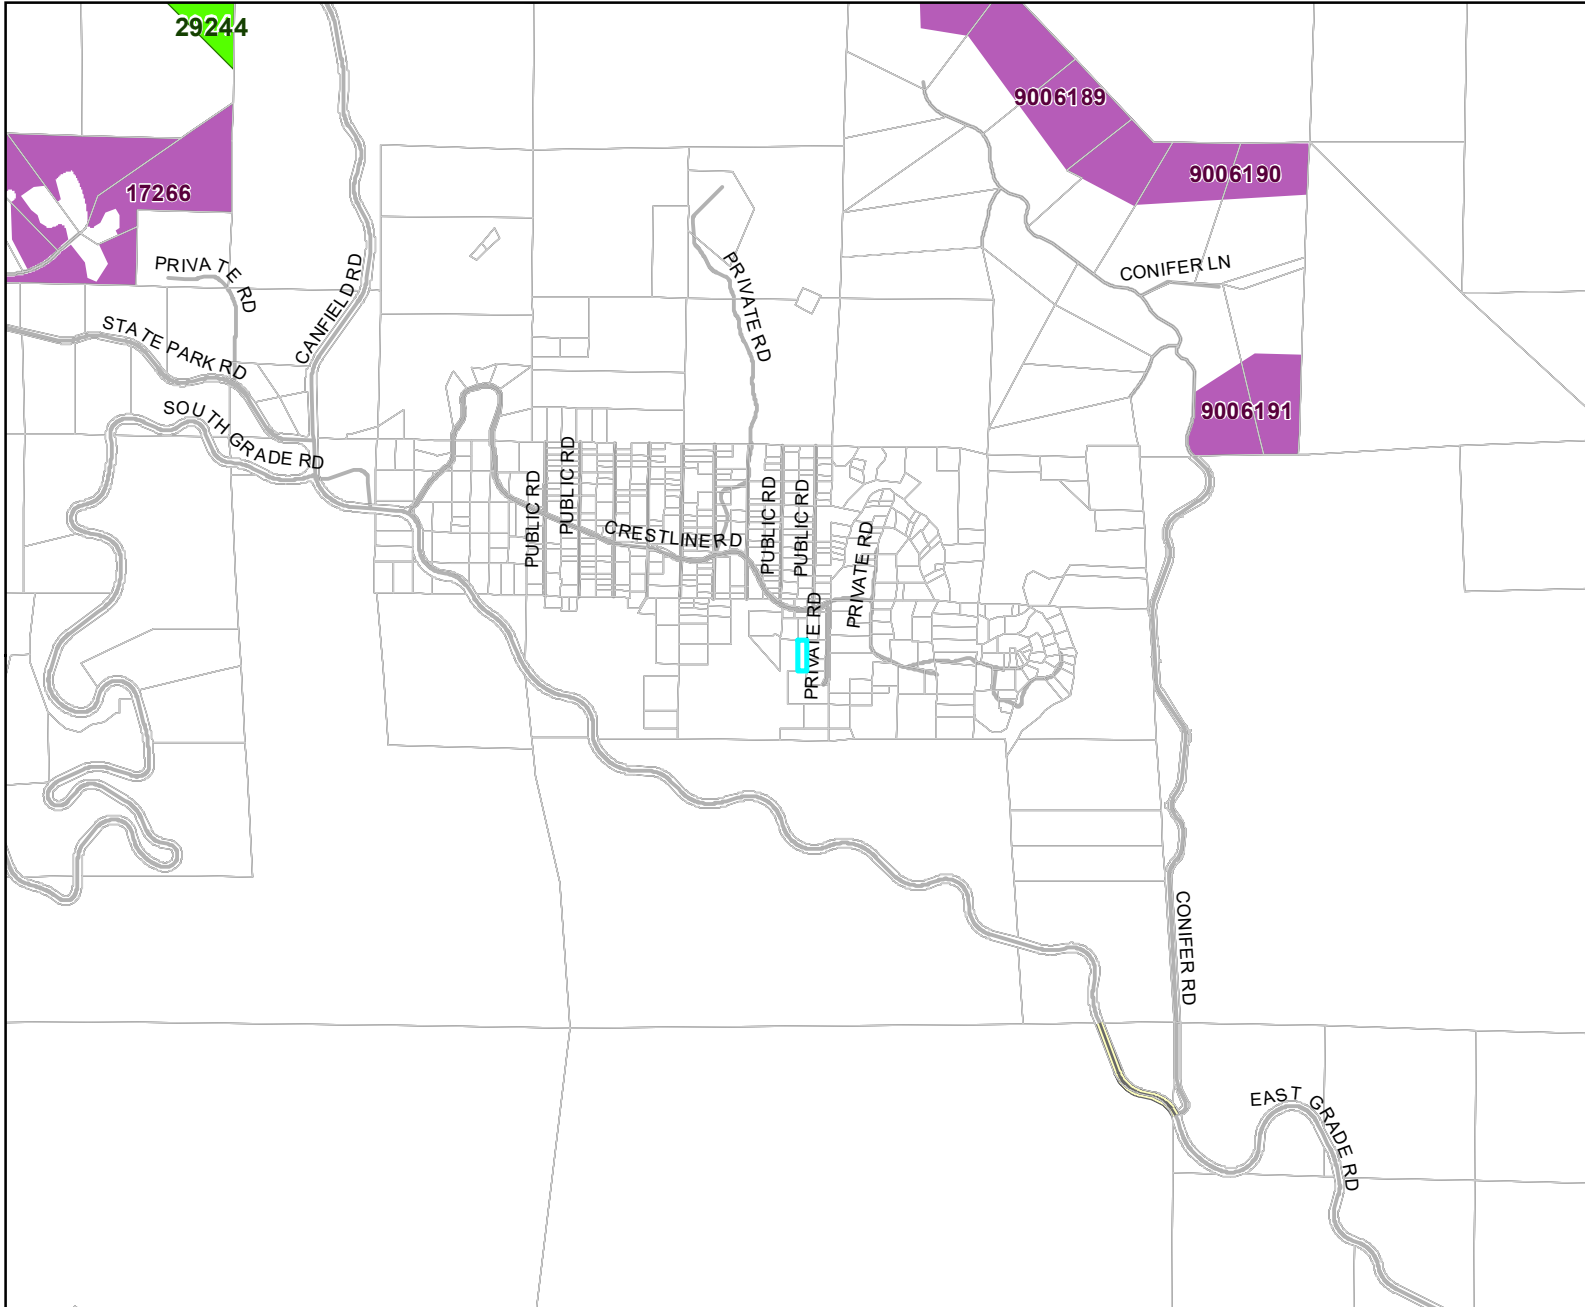 29244
9006189
17266
9006190
PRIVATE RD
CANFIELD RD
PRIVATE RD
CONIFER LN
STATE PARK RD
SOUTH GRADE RD
9006191
PUBLIC RD
PUBLIC RD
CRESTLINE RD
PUBLIC RD
PUBLIC RD
PRIVATE RD
PRIVATE RD
CONIFER RD
EAST GRADE RD